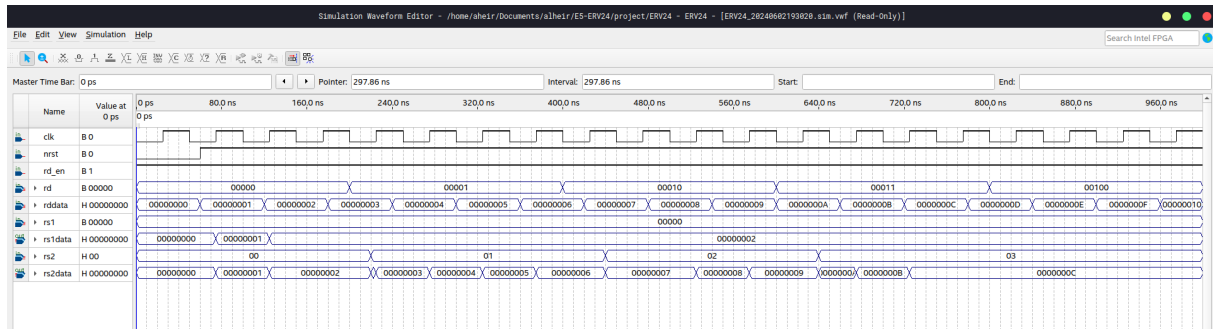 Simulation Waveform Editor - /home/aheir/Documents/alheir/E5-ERV24/project/ERV24 - ERV24 - [ERV24_20240602193020.sim.vwf (Read-Only)]
File Edit View Simulation Help
Search Intel FPGA
Master Time Bar: 0 ps Pointer: 297.86 ns Interval: 297.86 ns Start: End:
Name Value at 0 ps 0 ps 80.0 ns 160.0 ns 240.0 ns 320.0 ns 400.0 ns 480.0 ns 560.0 ns 640.0 ns 720.0 ns 800.0 ns 880.0 ns 960.0 ns
0 ps
clk B 0
nrst B 0
rd_en B 1
rd B 00000 00000 00001 00010 00011 00100
rddata H 00000000 00000000 00000001 00000002 00000003 00000004 00000005 00000006 00000007 00000008 00000009 0000000A 0000000B 0000000C 0000000D 0000000E 0000000F 00000010
rs1 B 00000 00000
rs1data H 00000000 00000000 00000001 00000002
rs2 H 00 00 01 02 03
rs2data H 00000000 00000000 00000001 00000002 00000003 00000004 00000005 00000006 00000007 00000008 00000009 0000000B 0000000C